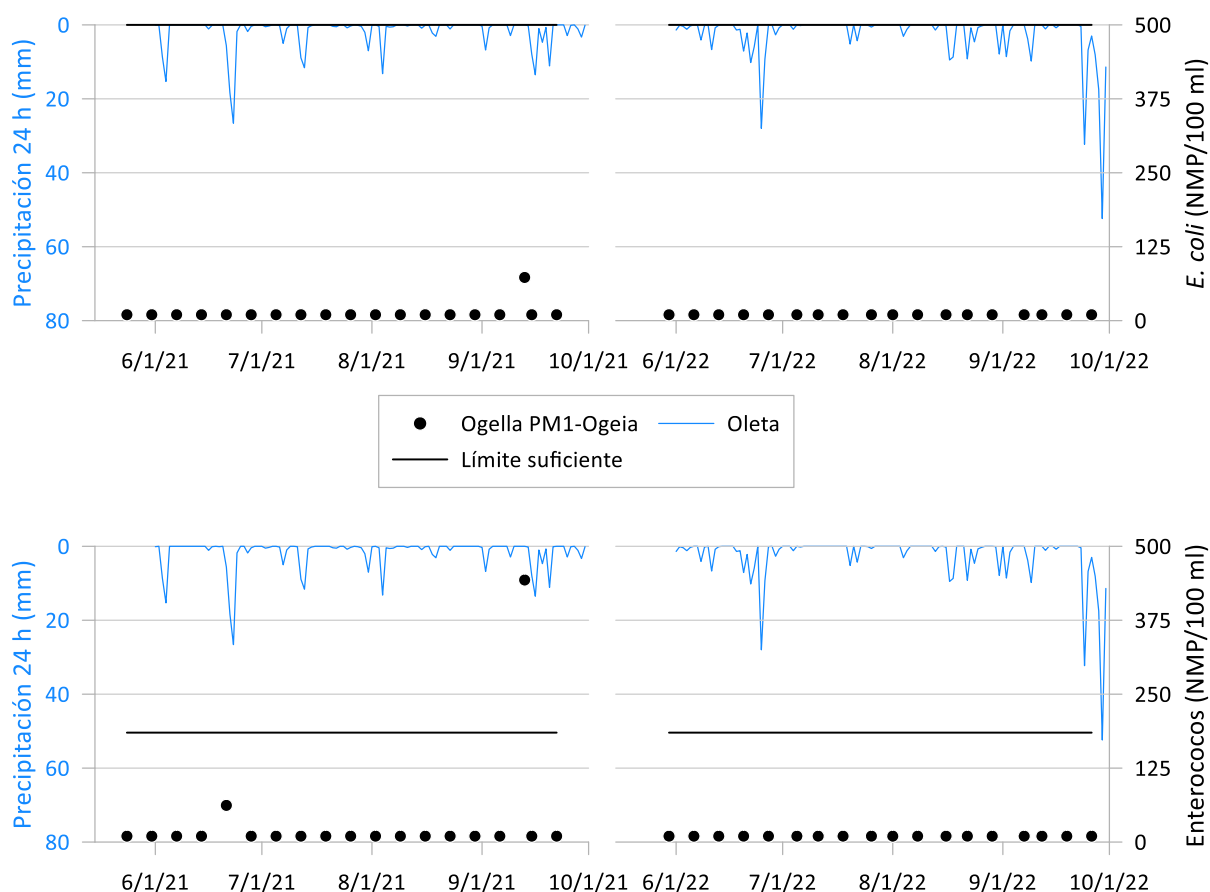 Precipitación 24 h (mm)
0
20
40
60
80
500
375
250
125
0
E. coli (NMP/100 ml)
6/1/21 7/1/21 8/1/21 9/1/21 10/1/21 6/1/22 7/1/22 8/1/22 9/1/22 10/1/22
Ogella PM1-Ogeia Oleta
Límite suficiente
Precipitación 24 h (mm)
0
20
40
60
80
500
375
250
125
0
Enterococos (NMP/100 ml)
6/1/21 7/1/21 8/1/21 9/1/21 10/1/21 6/1/22 7/1/22 8/1/22 9/1/22 10/1/22